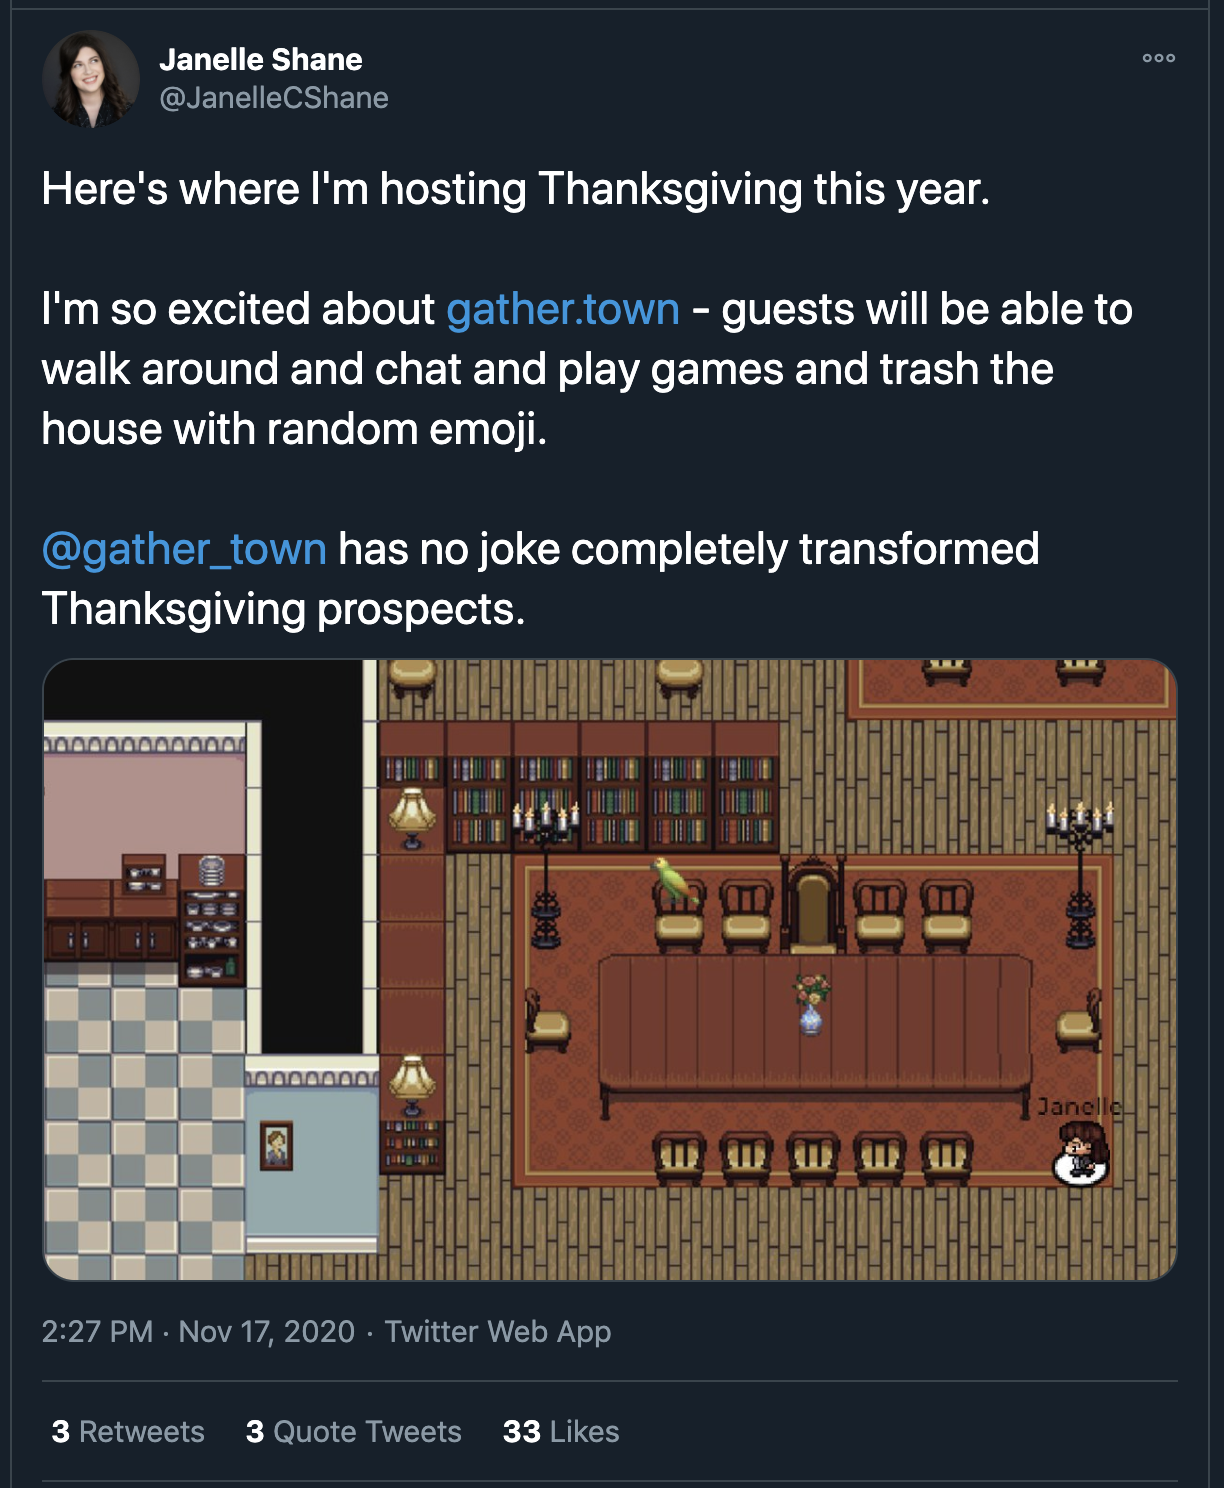 Janelle Shane
@JanelleCShane
Here's where I'm hosting Thanksgiving this year.
I'm so excited about gather.town - guests will be able to
walk around and chat and play games and trash the
house with random emoji.
@gather_town has no joke completely transformed
Thanksgiving prospects.
Janelle
2:27 PM · Nov 17, 2020 · Twitter Web App
3 Retweets 3 Quote Tweets 33 Likes